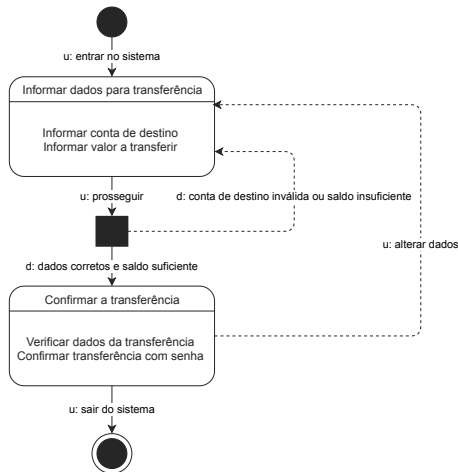 u: entrar no sistema
Informar dados para transferência
Informar conta de destino
Informar valor a transferir
u: prosseguir
d: conta de destino inválida ou saldo insuficiente
u: alterar dados
d: dados corretos e saldo suficiente
Confirmar a transferência
Verificar dados da transferência
Confirmar transferência com senha
u: sair do sistema